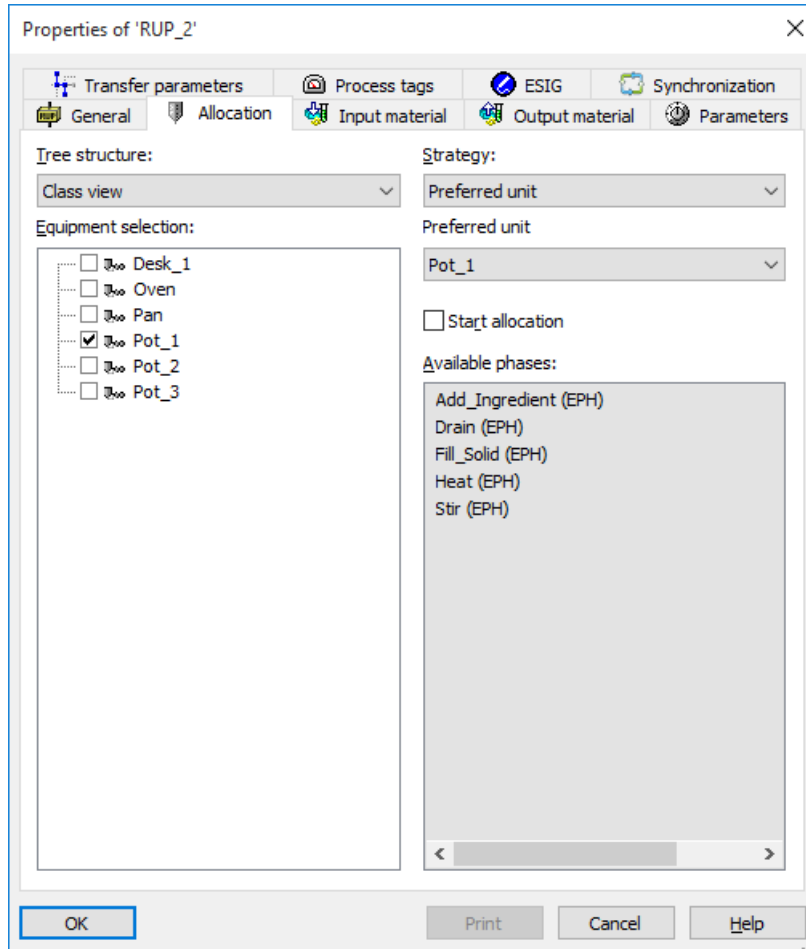 Properties of 'RUP_2'
Transfer parameters Process tags ESIG Synchronization
General Allocation Input material Output material Parameters
Tree structure:
Class view
Equipment selection:
Desk_1
Oven
Pan
Pot_1
Pot_2
Pot_3
Strategy:
Preferred unit
Preferred unit
Pot_1
Start allocation
Available phases:
Add_Ingredient (EPH)
Drain (EPH)
Fill_Solid (EPH)
Heat (EPH)
Stir (EPH)
OK Print Cancel Help